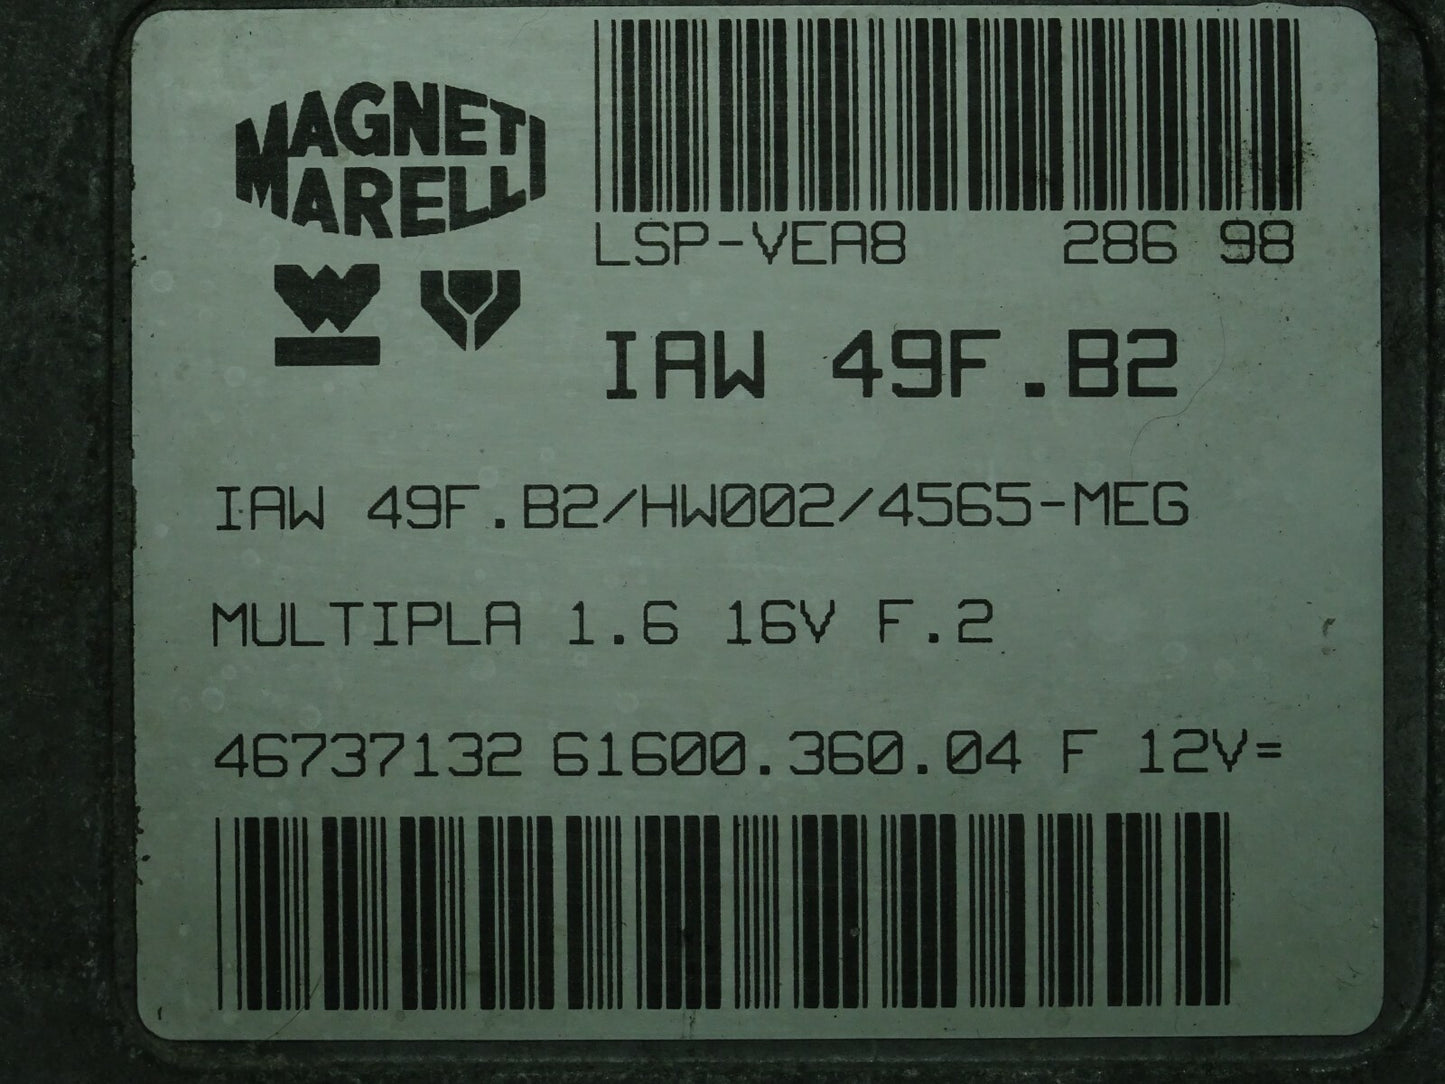 MAGNETI
MARELLI
LSP-VEA8 286 98
IAW 49F.B2
IAW 49F.B2/HW002/4565-MEG
MULTIPLA 1.6 16V F.2
46737132 61600.360.04 F 12V=